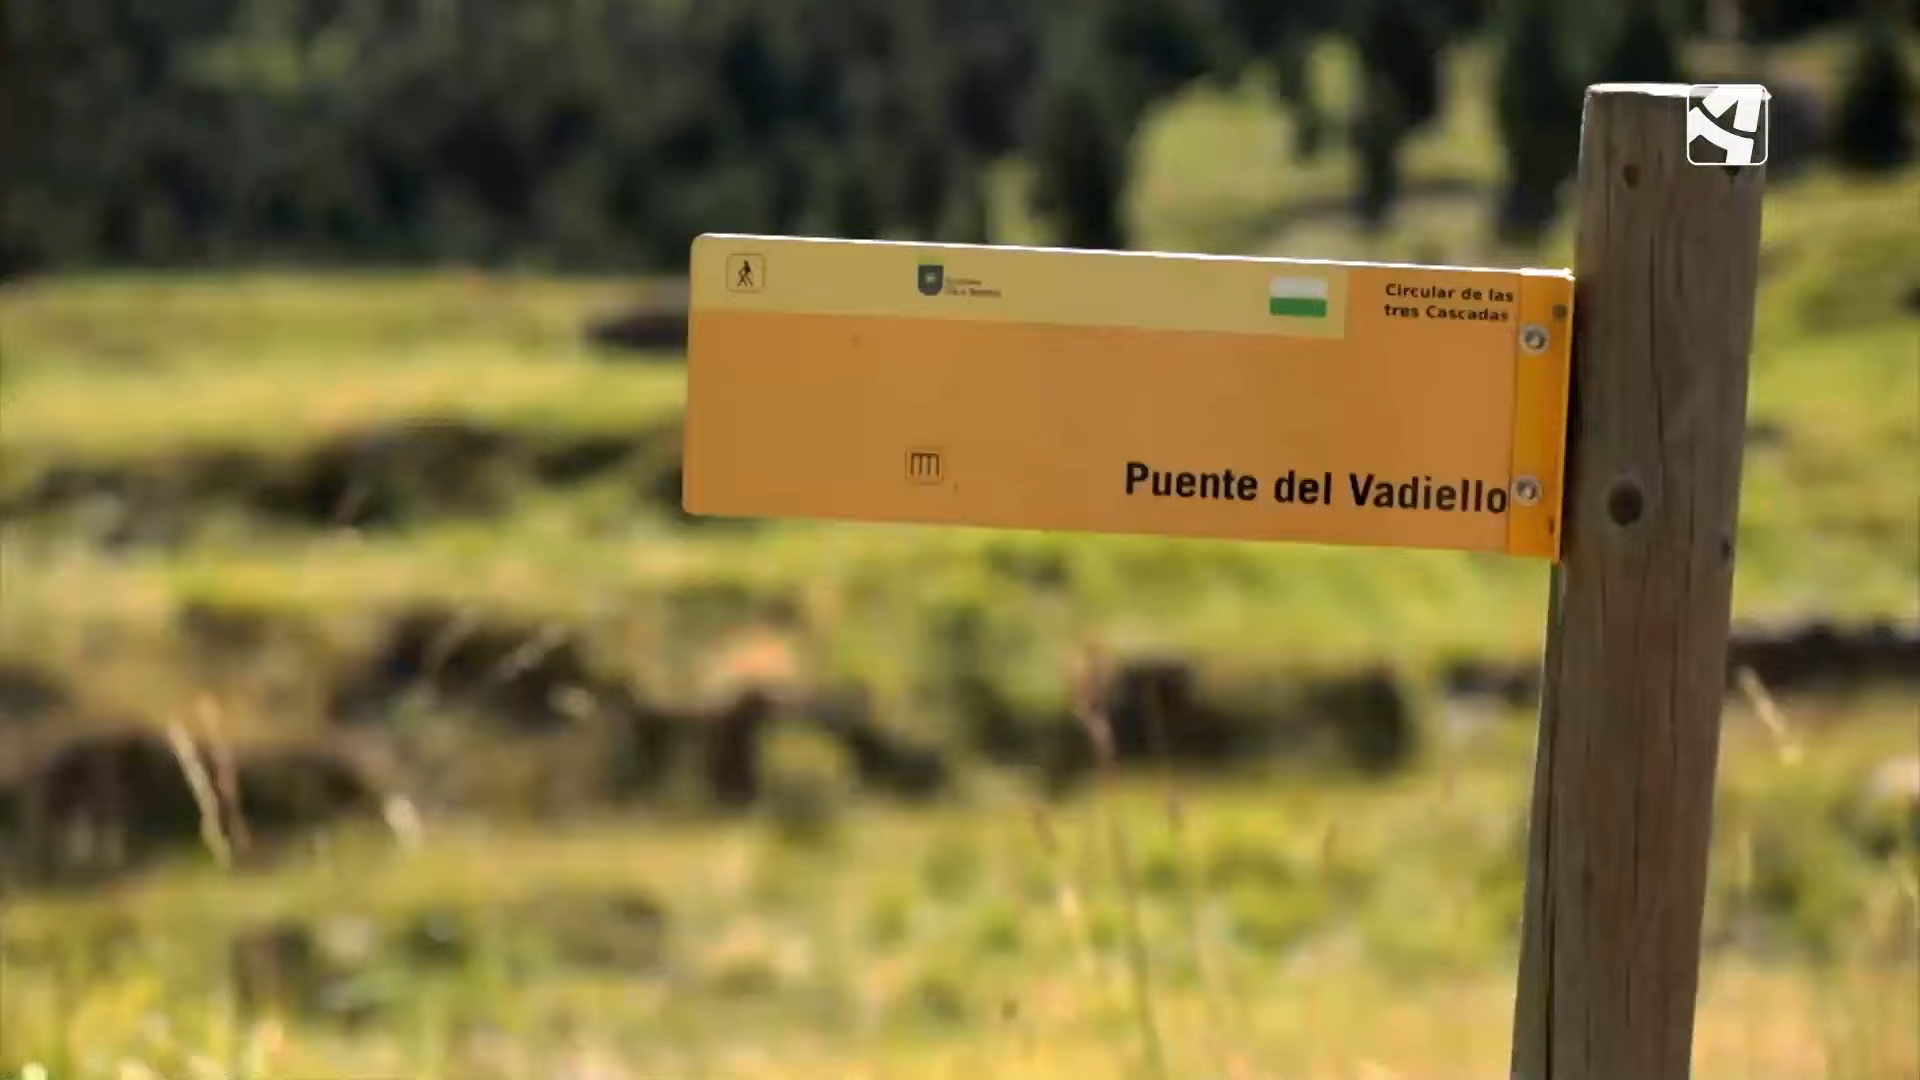 Circular de las
tres Cascadas
Puente del Vadiello